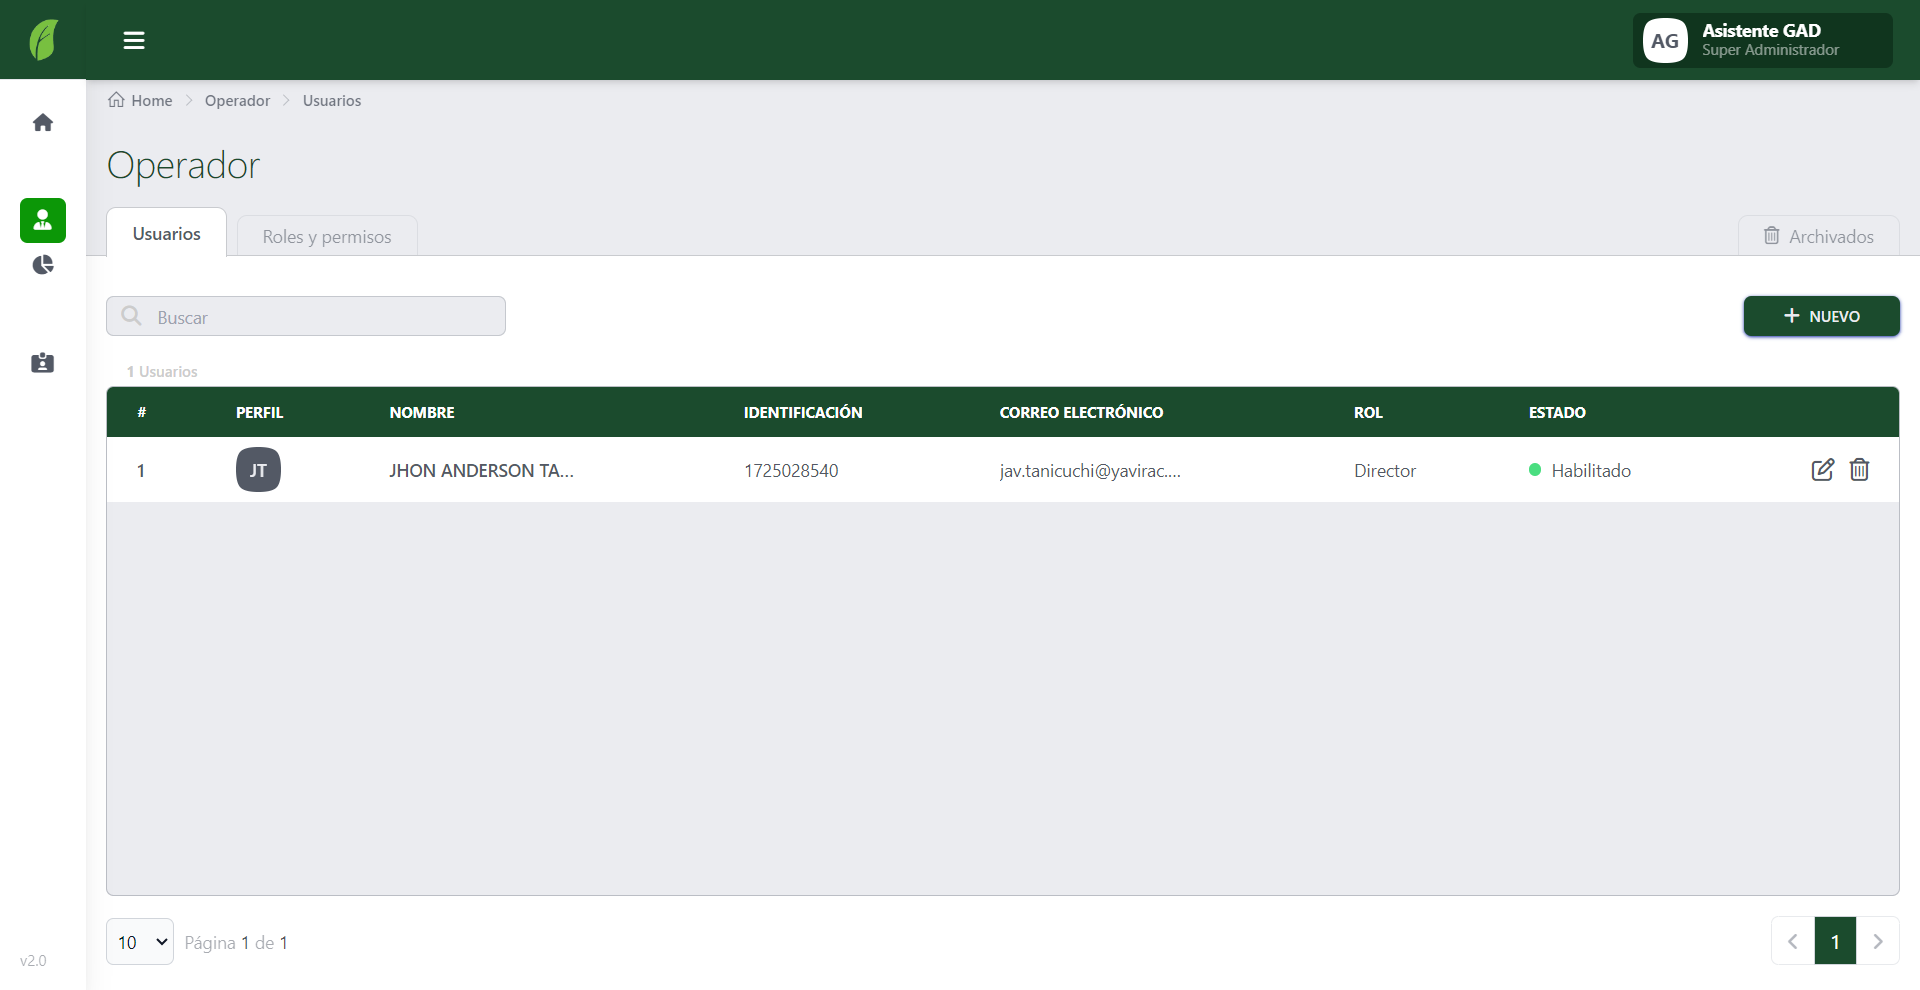 Asistente GAD
AG
Super Administrador
Home
Operador
Usuarios
Operador
Usuarios
Roles y permisos
Archivados
Buscar
NUEVO
1 Usuarios
# PERFIL NOMBRE IDENTIFICACIÓN CORREO ELECTRÓNICO ROL ESTADO
1 JT JHON ANDERSON TA... 1725028540 jav.tanicuchi@yavirac.... Director Habilitado
10 Página 1 de 1
1
v2.0